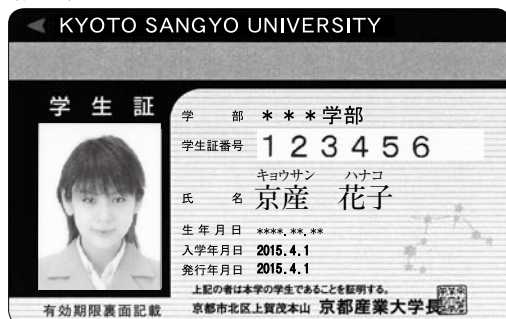 KYOTO SANGYO UNIVERSITY
学生証
学部 ＊＊＊学部
学生証番号 123456
キョウサン ハナコ
氏名 京産 花子
生年月日 ****.**.**
入学年月日 2015.4.1
発行年月日 2015.4.1
上記の者は本学の学生であることを証明する。
京都市北区上賀茂本山 京都産業大学長
有効期限裏面記載